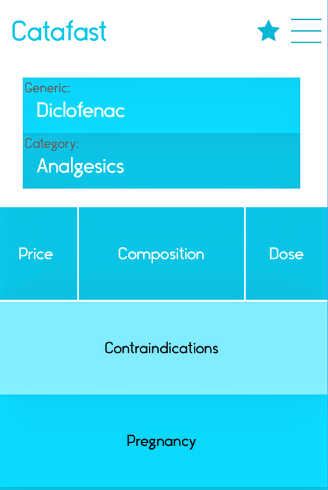 Catafast
Generic:
Diclofenac
Category:
Analgesics
Price
Composition
Dose
Contraindications
Pregnancy